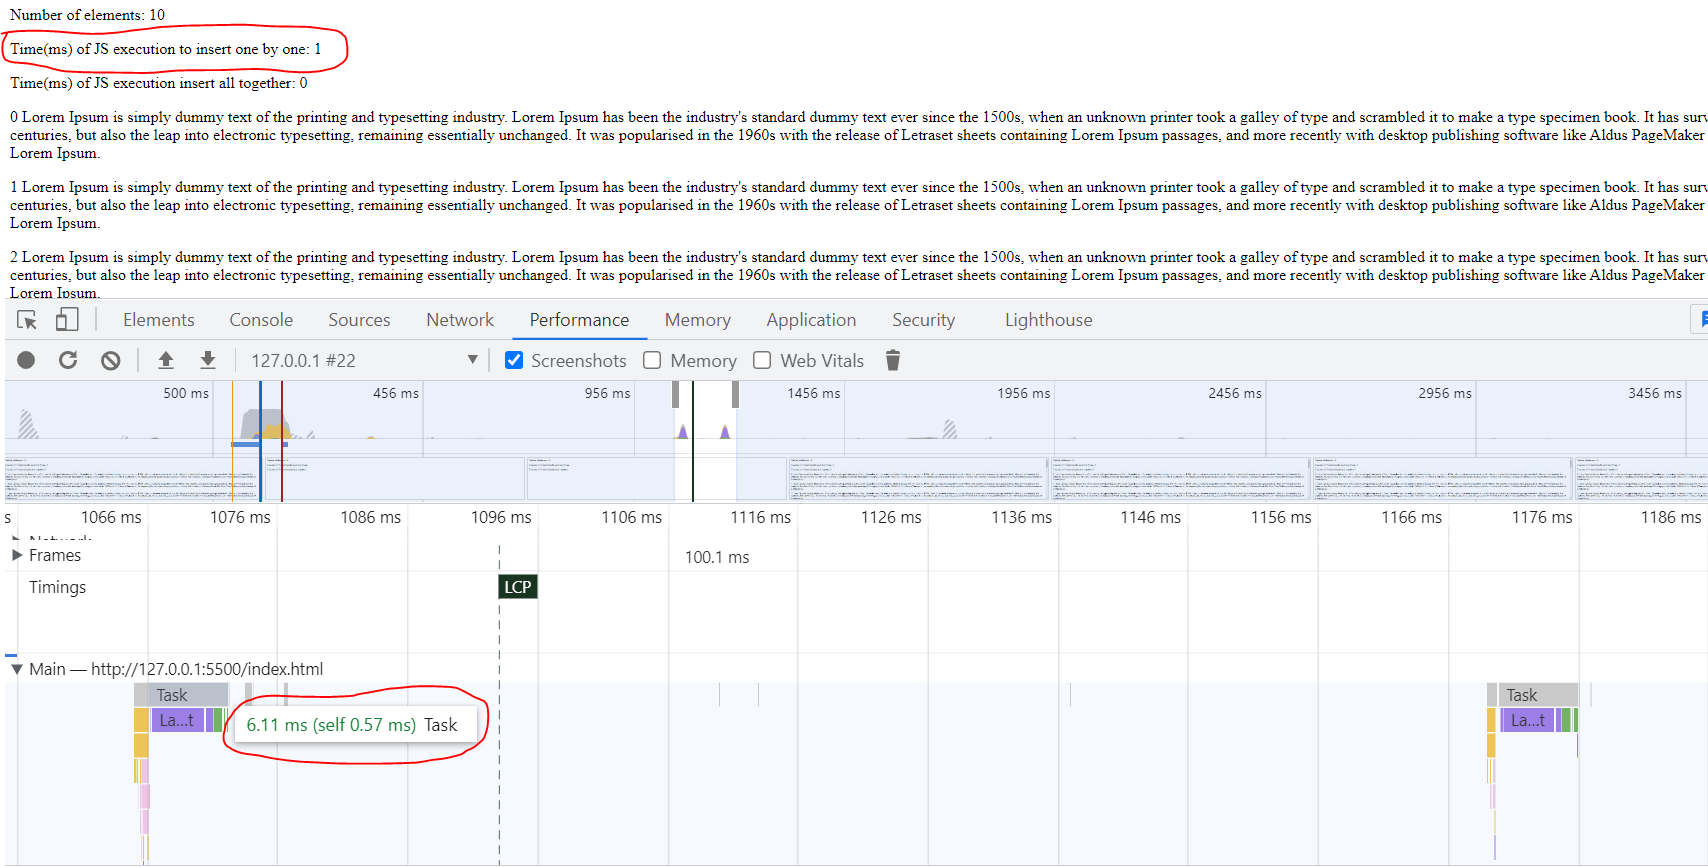 Number of elements: 10
Time(ms) of JS execution to insert one by one: 1
Time(ms) of JS execution insert all together: 0
0 Lorem Ipsum is simply dummy text of the printing and typesetting industry. Lorem Ipsum has been the industry's standard dummy text ever since the 1500s, when an unknown printer took a galley of type and scrambled it to make a type specimen book. It has surv
centuries, but also the leap into electronic typesetting, remaining essentially unchanged. It was popularised in the 1960s with the release of Letraset sheets containing Lorem Ipsum passages, and more recently with desktop publishing software like Aldus PageMaker
Lorem Ipsum.
1 Lorem Ipsum is simply dummy text of the printing and typesetting industry. Lorem Ipsum has been the industry's standard dummy text ever since the 1500s, when an unknown printer took a galley of type and scrambled it to make a type specimen book. It has surv
centuries, but also the leap into electronic typesetting, remaining essentially unchanged. It was popularised in the 1960s with the release of Letraset sheets containing Lorem Ipsum passages, and more recently with desktop publishing software like Aldus PageMaker
Lorem Ipsum.
2 Lorem Ipsum is simply dummy text of the printing and typesetting industry. Lorem Ipsum has been the industry's standard dummy text ever since the 1500s, when an unknown printer took a galley of type and scrambled it to make a type specimen book. It has surv
centuries, but also the leap into electronic typesetting, remaining essentially unchanged. It was popularised in the 1960s with the release of Letraset sheets containing Lorem Ipsum passages, and more recently with desktop publishing software like Aldus PageMaker
Lorem Ipsum.
Elements Console Sources Network Performance Memory Application Security Lighthouse
127.0.0.1 #22 Screenshots Memory Web Vitals
500 ms 456 ms 956 ms 1456 ms 1956 ms 2456 ms 2956 ms 3456 ms
s 1066 ms 1076 ms 1086 ms 1096 ms 1106 ms 1116 ms 1126 ms 1136 ms 1146 ms 1156 ms 1166 ms 1176 ms 1186 ms
Network
Frames 100.1 ms
Timings LCP
Main — http://127.0.0.1:5500/index.html
Task Task
La...t 6.11 ms (self 0.57 ms) Task La...t